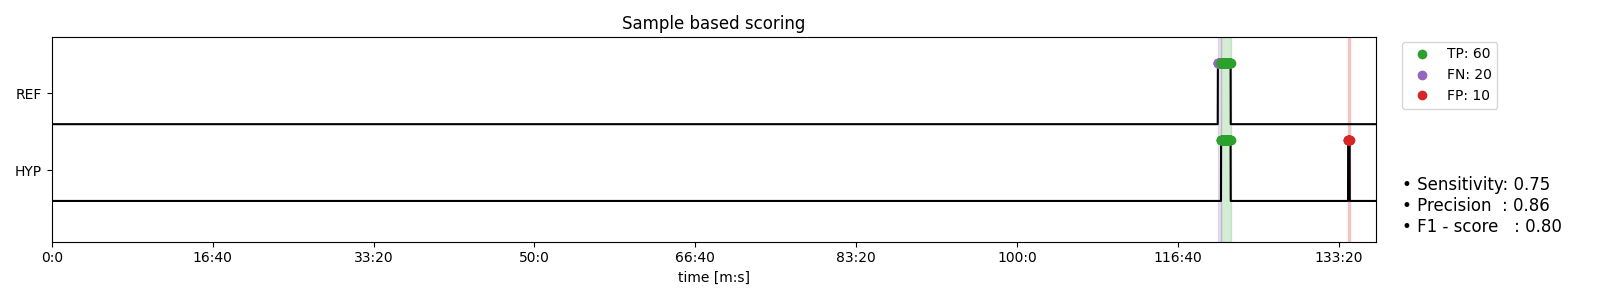 Sample based scoring
TP: 60
FN: 20
FP: 10
REF
HYP
• Sensitivity: 0.75
• Precision  : 0.86
• F1 - score   : 0.80
0:0 16:40 33:20 50:0 66:40 83:20 100:0 116:40 133:20
time [m:s]